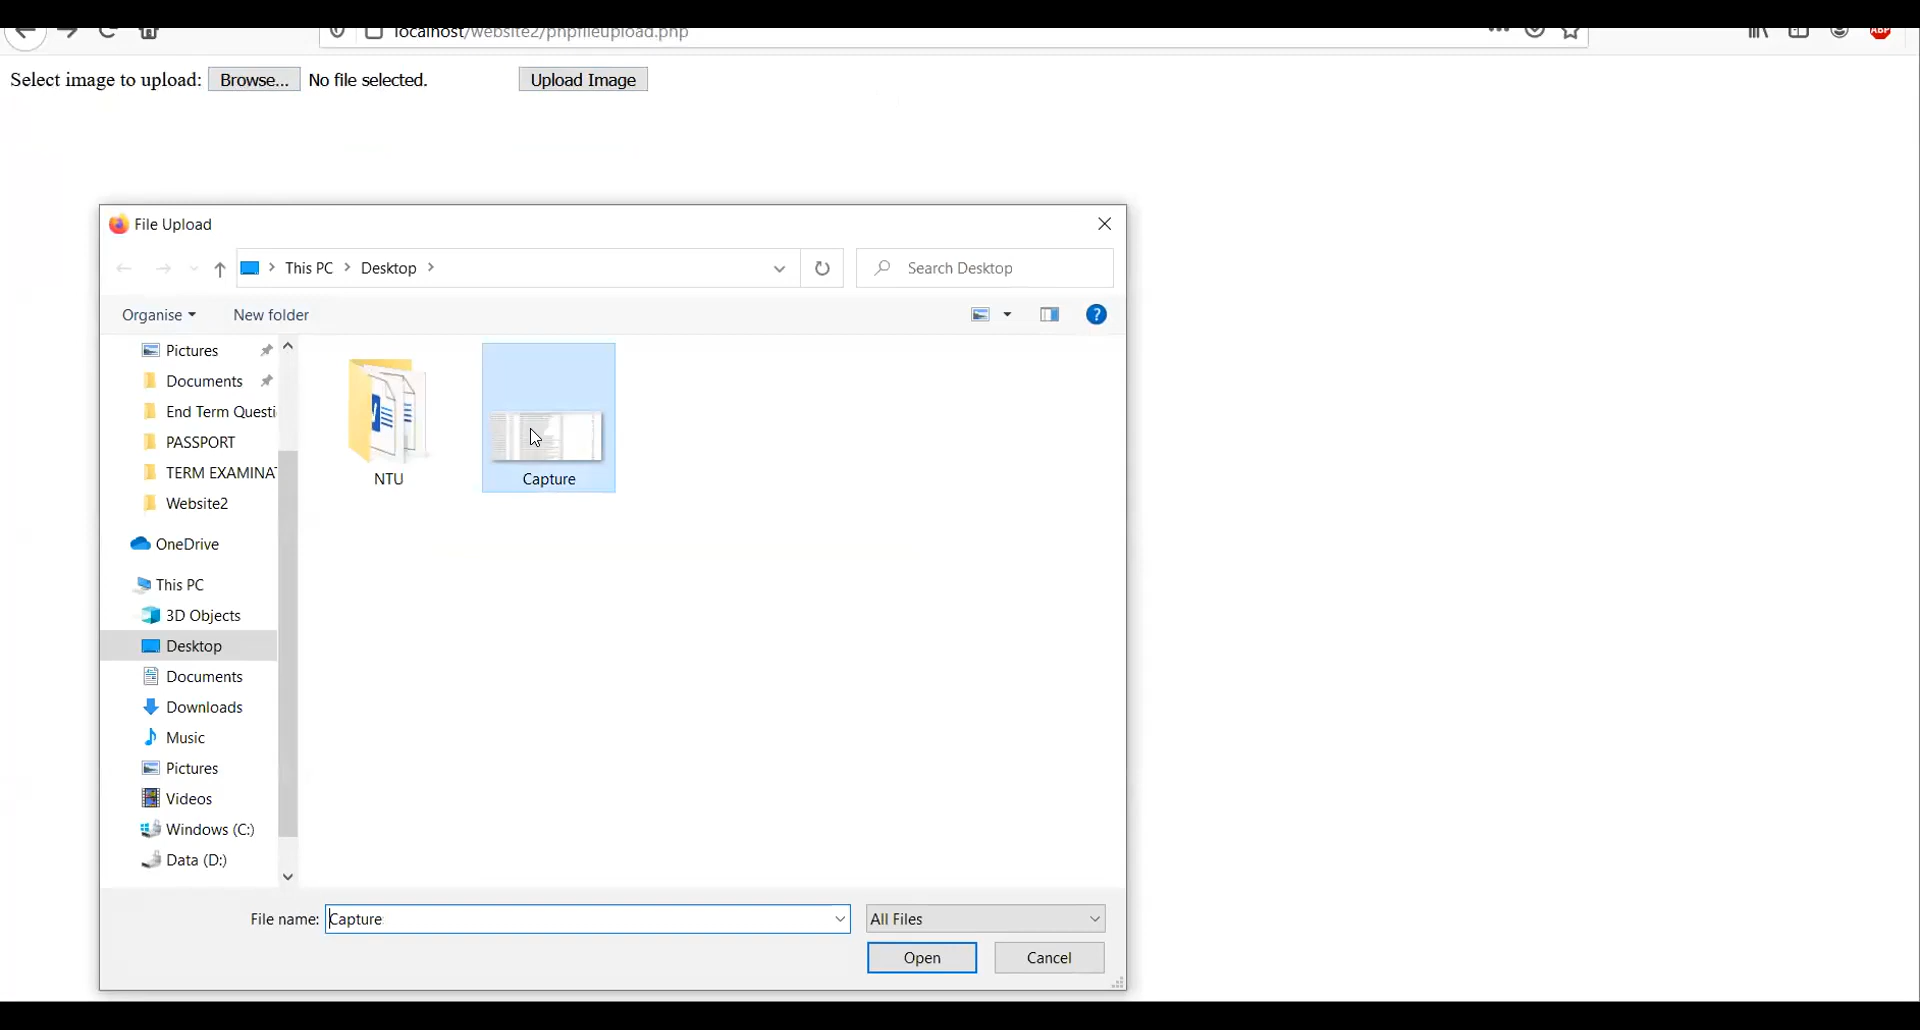 localhost/website2/phpfileupload.php
Select image to upload: Browse... No file selected. Upload Image
File Upload
This PC > Desktop >
Search Desktop
Organise New folder
Pictures
Documents
End Term Questi
PASSPORT
TERM EXAMINAT
Website2
OneDrive
This PC
3D Objects
Desktop
Documents
Downloads
Music
Pictures
Videos
Windows (C:)
Data (D:)
NTU
Capture
File name: Capture
All Files
Open
Cancel